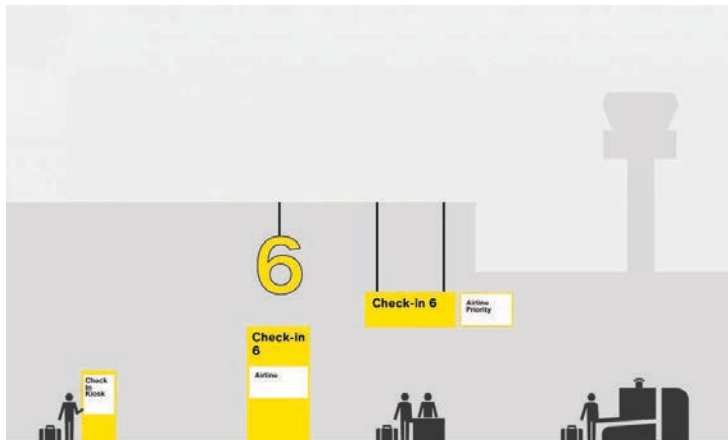 6
Check-in 6
Airline
Priority
Check-in
6
Airline
Check
In
Kiosk